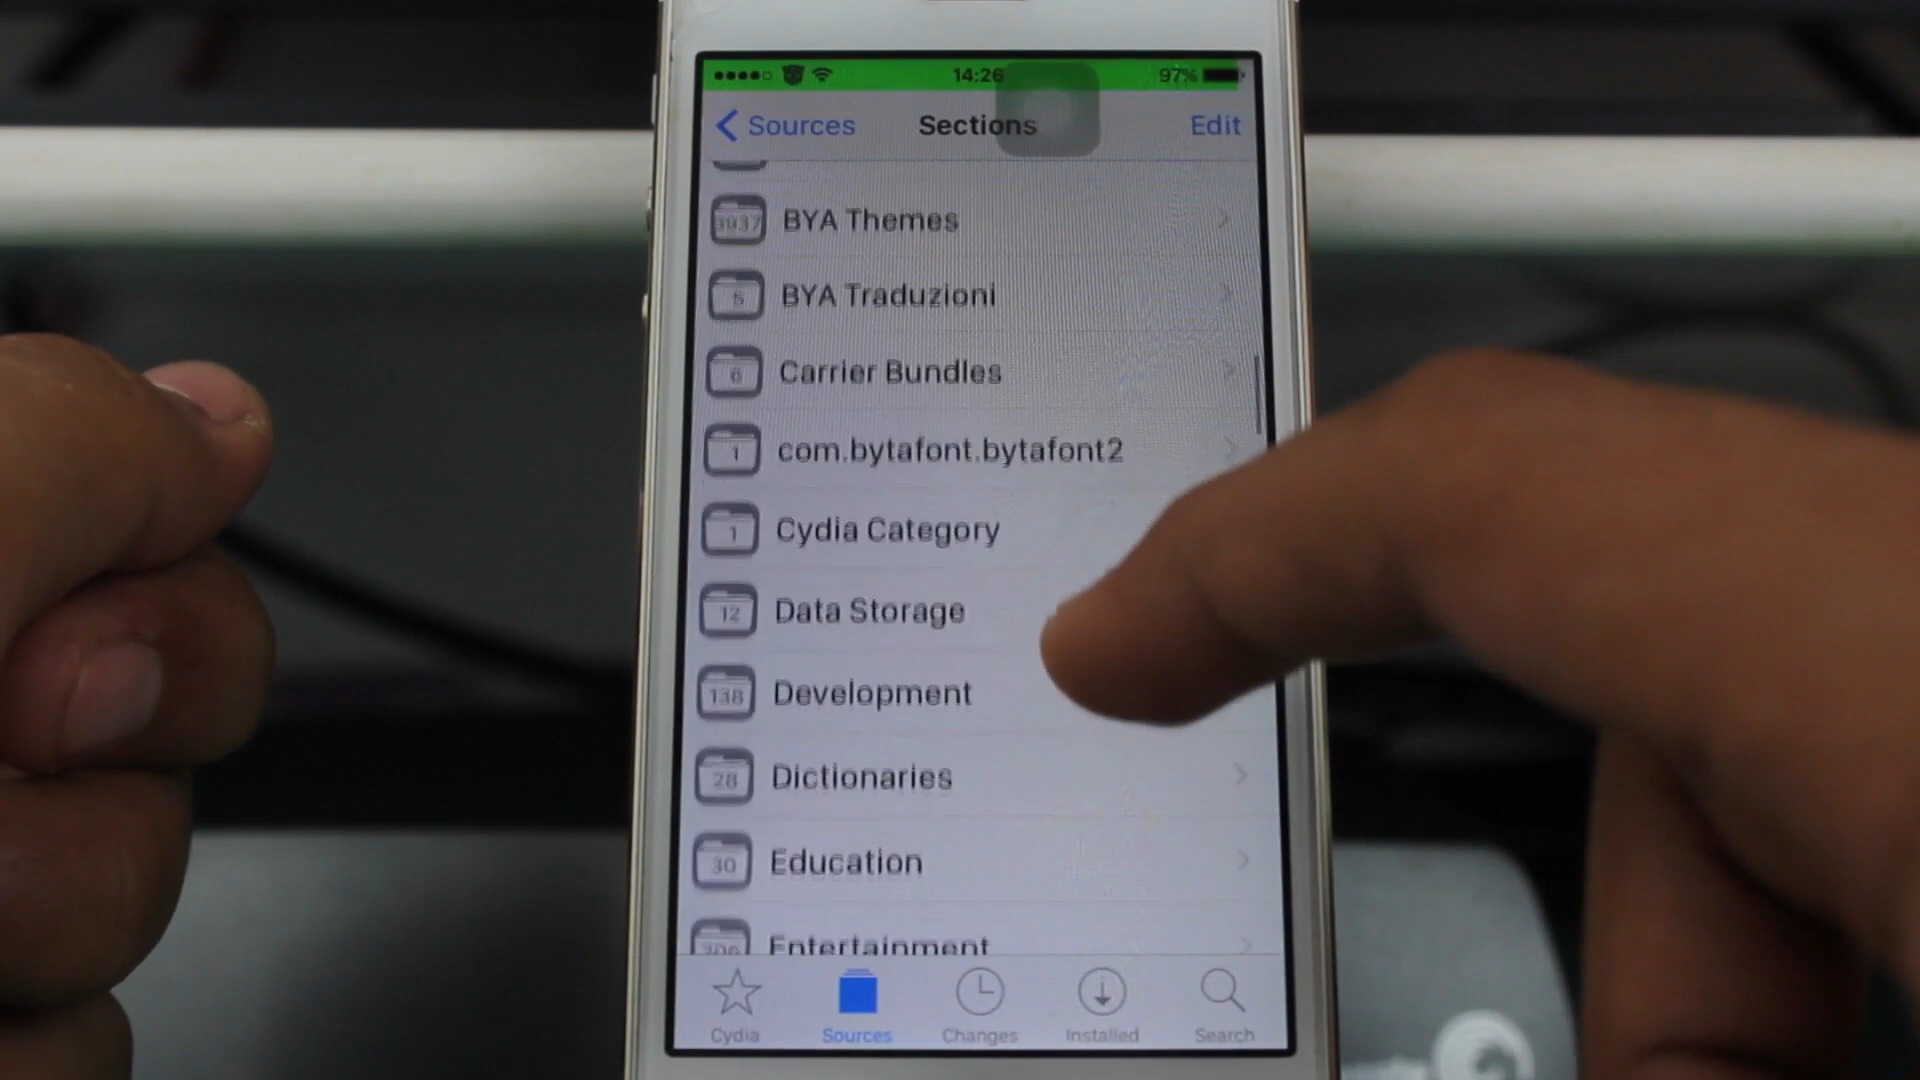 14:26 97%
Sources Sections Edit
3937 BYA Themes
5 BYA Traduzioni
6 Carrier Bundles
1 com.bytafont.bytafont2
1 Cydia Category
12 Data Storage
138 Development
28 Dictionaries
30 Education
Entertainment
Cydia Sources Changes Installed Search